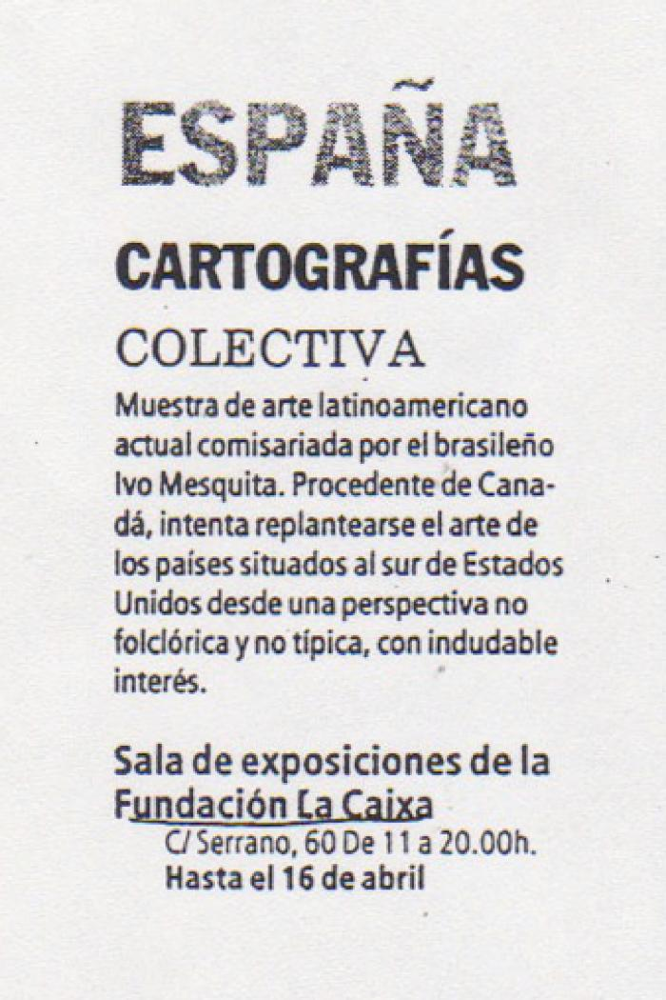 ESPAÑA
CARTOGRAFÍAS
COLECTIVA
Muestra de arte latinoamericano
actual comisariada por el brasileño
Ivo Mesquita. Procedente de Cana-
dá, intenta replantearse el arte de
los países situados al sur de Estados
Unidos desde una perspectiva no
folclórica y no típica, con indudable
interés.
Sala de exposiciones de la
Fundación La Caixa
C/ Serrano, 60 De 11 a 20.00h.
Hasta el 16 de abril